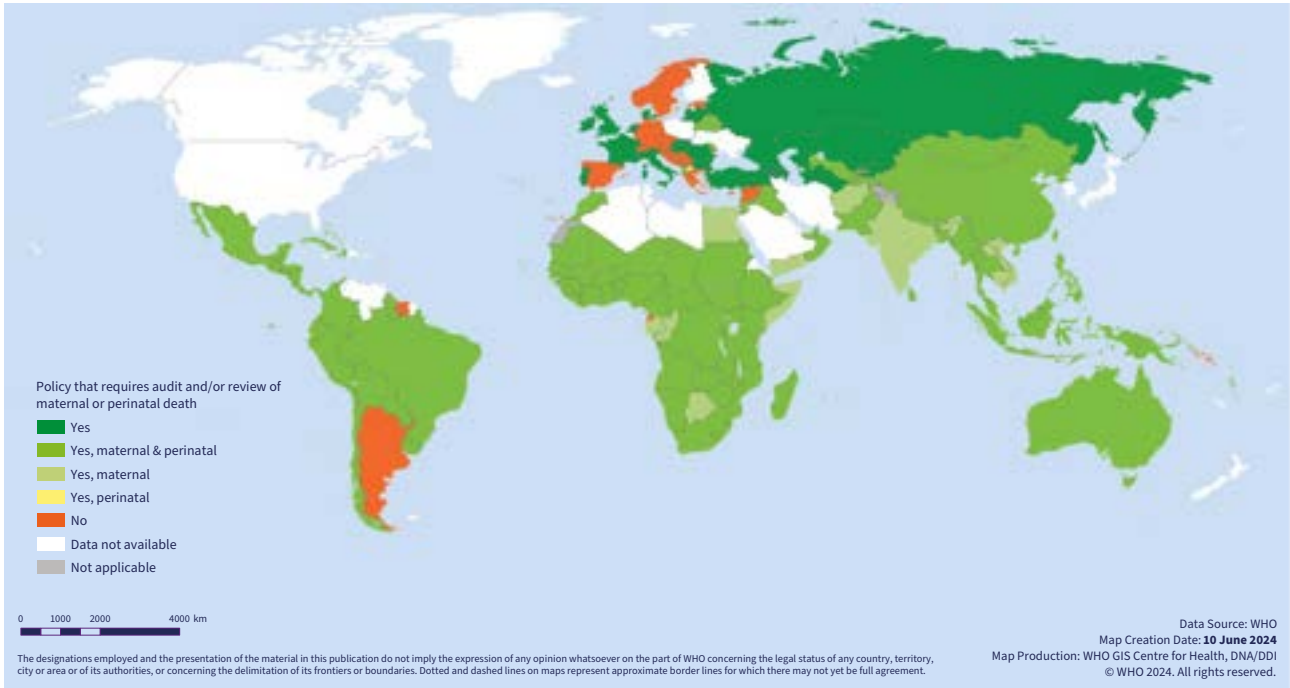 Policy that requires audit and/or review of
maternal or perinatal death
Yes
Yes, maternal & perinatal
Yes, maternal
Yes, perinatal
No
Data not available
Not applicable
0 1000 2000 4000 km
The designations employed and the presentation of the material in this publication do not imply the expression of any opinion whatsoever on the part of WHO concerning the legal status of any country, territory,
city or area or of its authorities, or concerning the delimitation of its frontiers or boundaries. Dotted and dashed lines on maps represent approximate border lines for which there may not yet be full agreement.
Data Source: WHO
Map Creation Date: 10 June 2024
Map Production: WHO GIS Centre for Health, DNA/DDI
© WHO 2024. All rights reserved.